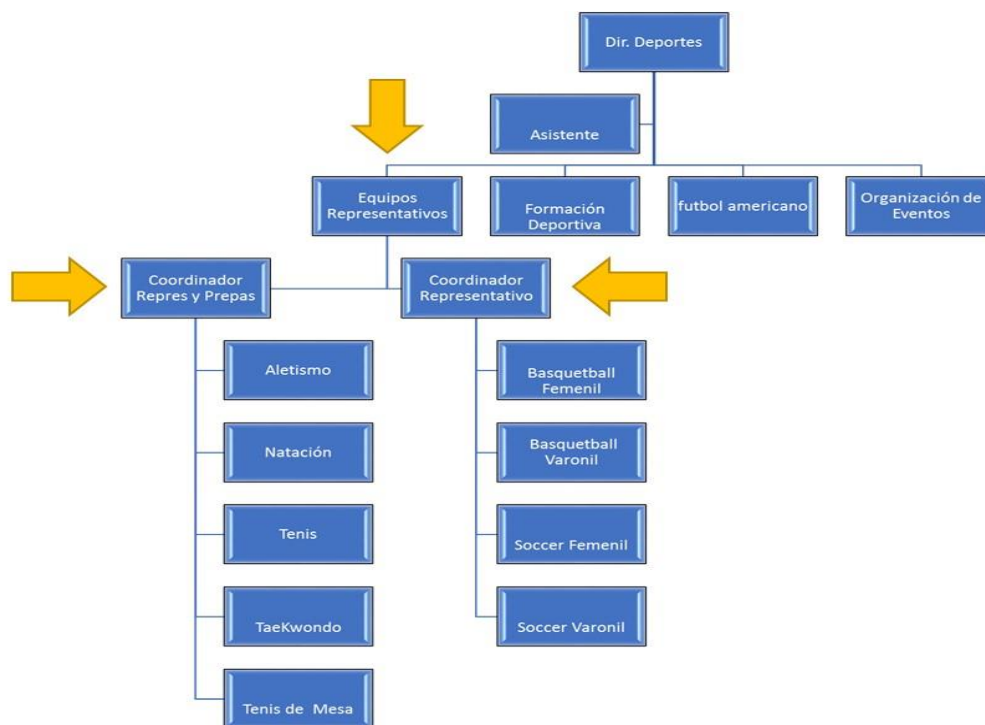 Dir. Deportes
Asistente
Equipos
Representativos
Formación
Deportiva
futbol americano
Organización de
Eventos
Coordinador
Repres y Prepas
Coordinador
Representativo
Aletismo
Natación
Tenis
TaeKwondo
Tenis de Mesa
Basquetball
Femenil
Basquetball
Varonil
Soccer Femenil
Soccer Varonil